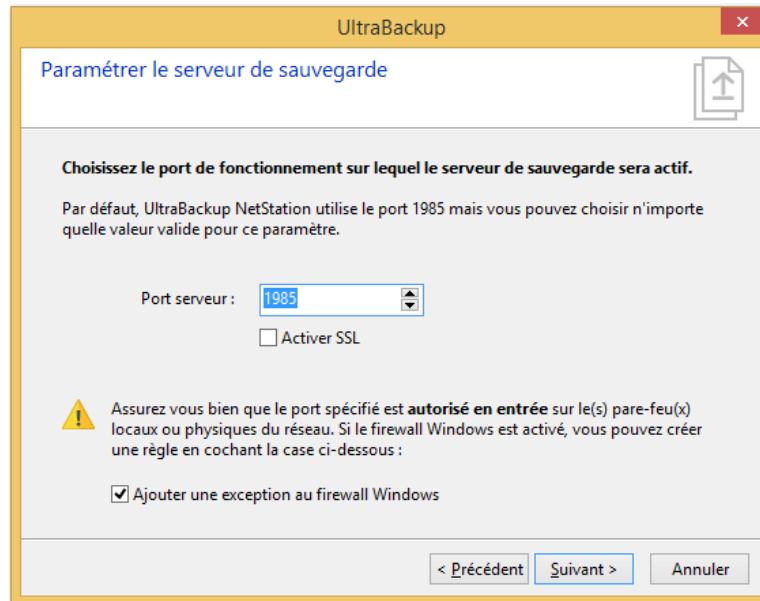 UltraBackup
Paramétrer le serveur de sauvegarde
Choisissez le port de fonctionnement sur lequel le serveur de sauvegarde sera actif.
Par défaut, UltraBackup NetStation utilise le port 1985 mais vous pouvez choisir n'importe
quelle valeur valide pour ce paramètre.
Port serveur : 1985
Activer SSL
Assurez vous bien que le port spécifié est autorisé en entrée sur le(s) pare-feu(x)
locaux ou physiques du réseau. Si le firewall Windows est activé, vous pouvez créer
une règle en cochant la case ci-dessous :
Ajouter une exception au firewall Windows
< Précédent Suivant > Annuler